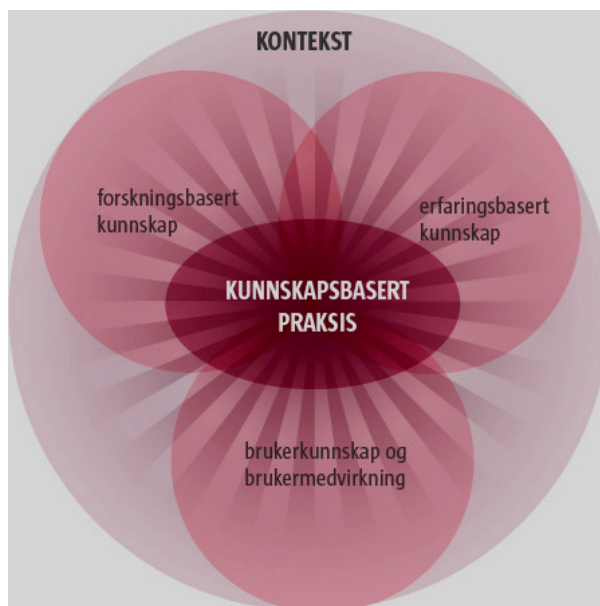 KONTEKST
forskningsbasert
kunnskap
erfaringsbasert
kunnskap
KUNNSKAPSBASERT
PRAKSIS
brukerkunnskap og
brukermedvirkning